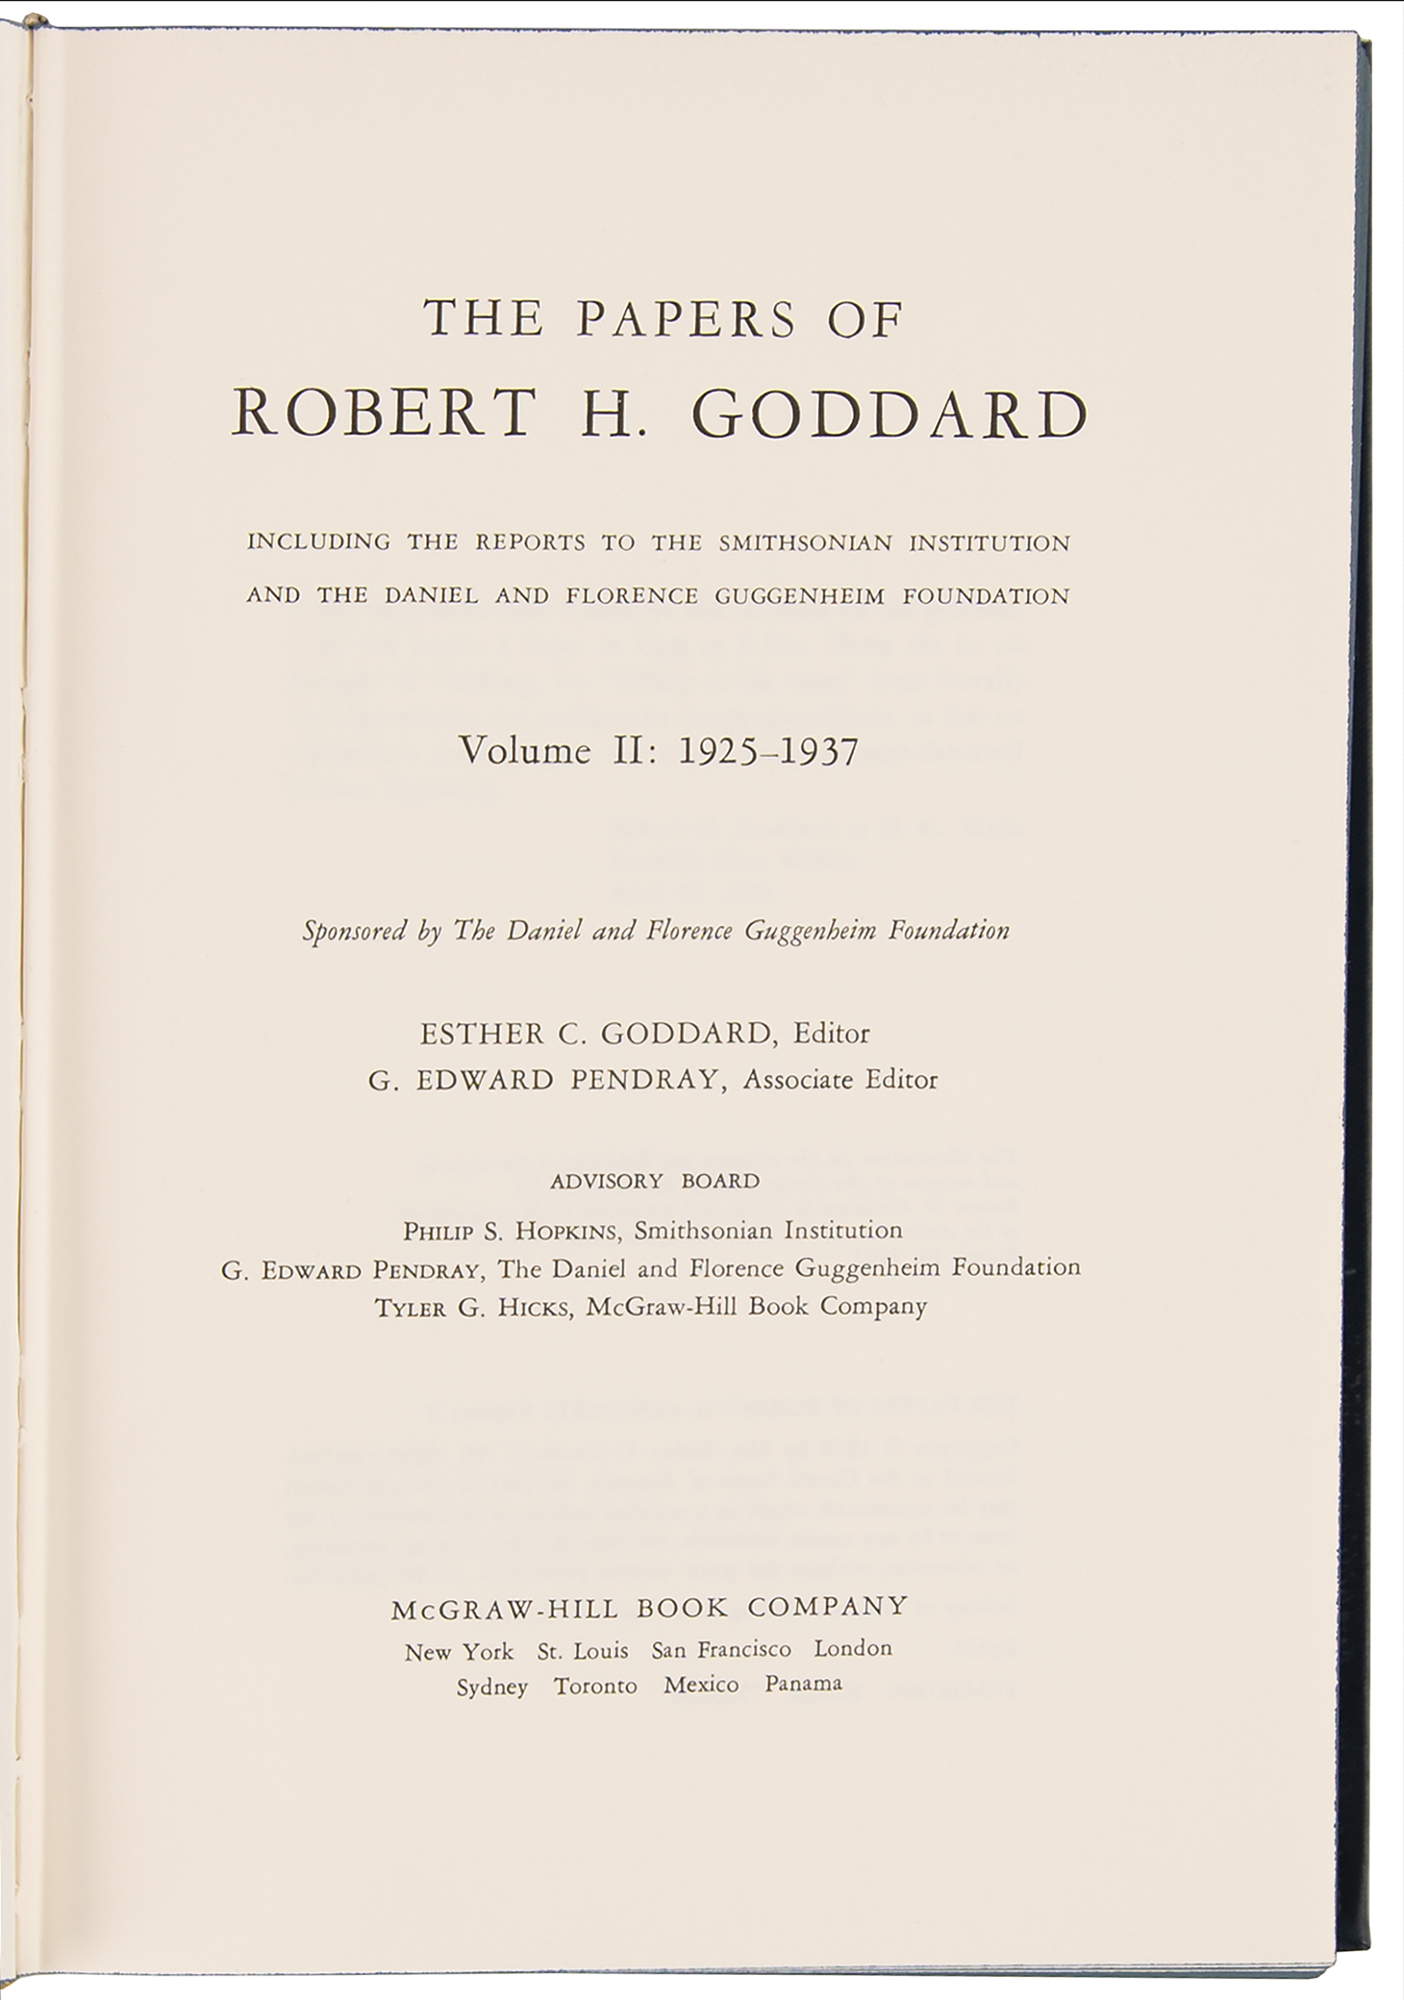 THE PAPERS OF
ROBERT H. GODDARD
INCLUDING THE REPORTS TO THE SMITHSONIAN INSTITUTION
AND THE DANIEL AND FLORENCE GUGGENHEIM FOUNDATION
Volume II: 1925–1937
Sponsored by The Daniel and Florence Guggenheim Foundation
ESTHER C. GODDARD, Editor
G. EDWARD PENDRAY, Associate Editor
ADVISORY BOARD
PHILIP S. HOPKINS, Smithsonian Institution
G. EDWARD PENDRAY, The Daniel and Florence Guggenheim Foundation
TYLER G. HICKS, McGraw-Hill Book Company
McGRAW-HILL BOOK COMPANY
New York St. Louis San Francisco London
Sydney Toronto Mexico Panama